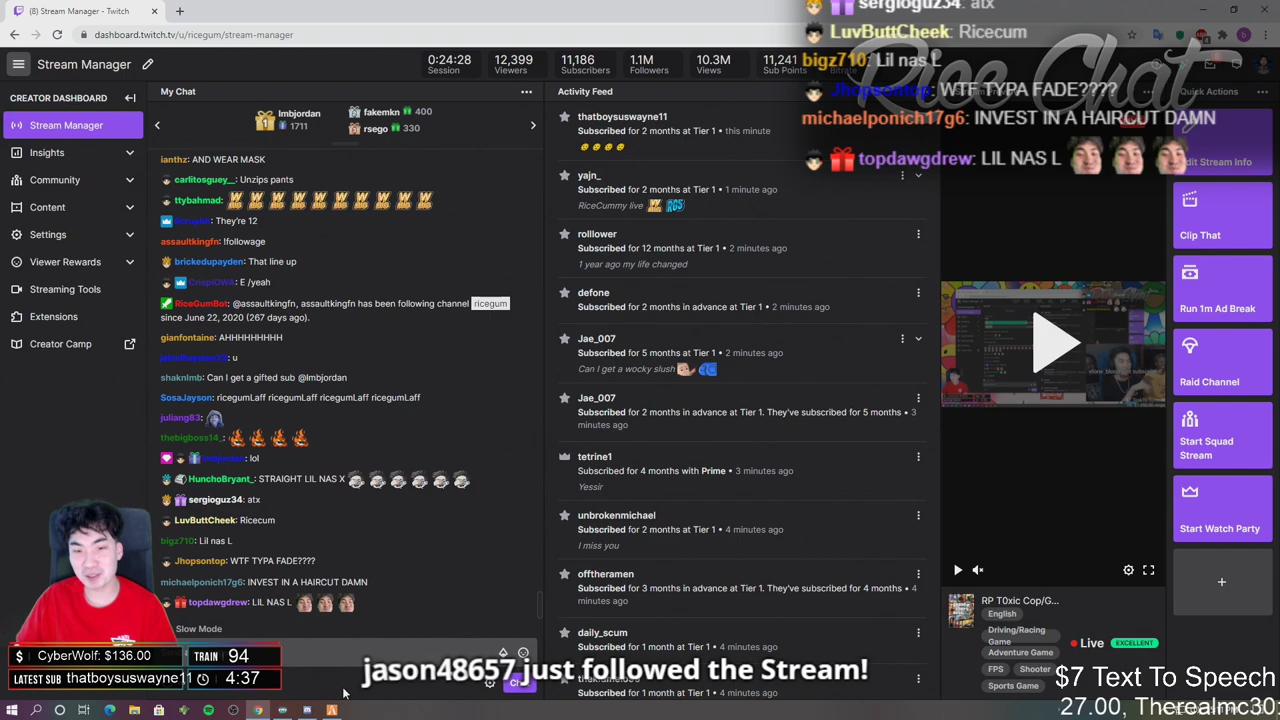 (8) Stream Manager - Twitch
dashboard.twitch.tv/u/ricegum/stream-manager
Stream Manager
0:24:28
Session
12,399
Viewers
11,186
Subscribers
1.1M
Followers
10.3M
Views
11,241
Sub Points
Bitrate
Rice Chat
sergioguz34: atx
LuvButtCheek: Ricecum
bigz710: Lil nas L
Jhopsontop: WTF TYPA FADE????
michaelponich17g6: INVEST IN A HAIRCUT DAMN
topdawgdrew: LIL NAS L
CREATOR DASHBOARD
Stream Manager
Insights
Community
Content
Settings
Viewer Rewards
Streaming Tools
Extensions
Creator Camp
My Chat
1
lmbjordan
1711
fakemkn 400
rsego 330
ianthz: AND WEAR MASK
carlitosguey__: Unzips pants
ttybahmad:
They're 12
assaultkingfn: !followage
brickedupayden: That line up
CrispiOWA: E /yeah
RiceGumBot: @assaultkingfn, assaultkingfn has been following channel ricegum
since June 22, 2020 (267 days ago).
gianfontaine: AHHHHHHHHH
u
shaknlmb: Can I get a gifted sub @lmbjordan
SosaJayson: ricegumLaff ricegumLaff ricegumLaff ricegumLaff
juliang83:
thebigboss14_:
lmbjordan: lol
HunchoBryant_: STRAIGHT LIL NAS X
sergioguz34: atx
LuvButtCheek: Ricecum
bigz710: Lil nas L
Jhopsontop: WTF TYPA FADE????
michaelponich17g6: INVEST IN A HAIRCUT DAMN
topdawgdrew: LIL NAS L
Slow Mode
Activity Feed
thatboysuswayne11
Subscribed for 2 months at Tier 1 • this minute
yajn_
Subscribed for 2 months at Tier 1 • 1 minute ago
RiceCummy live
rolllower
Subscribed for 12 months at Tier 1 • 2 minutes ago
1 year ago my life changed
defone
Subscribed for 2 months in advance at Tier 1 • 2 minutes ago
Jae_007
Subscribed for 5 months at Tier 1 • 2 minutes ago
Can I get a wocky slush
Jae_007
Subscribed for 2 months in advance at Tier 1. They've subscribed for 5 months • 3
minutes ago
tetrine1
Subscribed for 4 months with Prime • 3 minutes ago
Yessir
unbrokenmichael
Subscribed for 2 months at Tier 1 • 4 minutes ago
I miss you
offtheramen
Subscribed for 3 months in advance at Tier 1. They've subscribed for 4 months • 4
minutes ago
daily_scum
Subscribed for 1 month at Tier 1 • 4 minutes ago
Subscribed for 1 month at Tier 1 • 4 minutes ago
Quick Actions
Edit Stream Info
Clip That
Run 1m Ad Break
Raid Channel
Start Squad
Stream
Start Watch
Party
RP T0xic Cop/G...
English
Driving/Racing
Game
Adventure Game
FPS
Shooter
Sports Game
Live
EXCELLENT
$ CyberWolf: $136.00
TRAIN 94
LATEST SUB thatboysuswayne11
4:37
jason48657 just followed the Stream!
$7 Text To Speech
27.00, Therealmc30